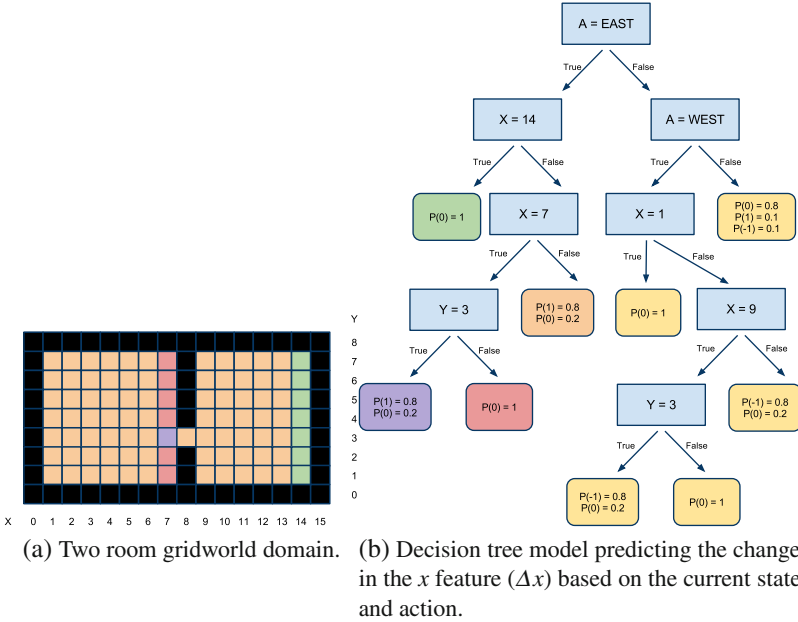 A = EAST
True
False
X = 14
A = WEST
True
False
True
False
P(0) = 1
X = 7
X = 1
P(0) = 0.8
P(1) = 0.1
P(-1) = 0.1
True
False
True
False
Y = 3
P(1) = 0.8
P(0) = 0.2
P(0) = 1
X = 9
True
False
True
False
P(1) = 0.8
P(0) = 0.2
P(0) = 1
Y = 3
P(-1) = 0.8
P(0) = 0.2
True
False
P(-1) = 0.8
P(0) = 0.2
P(0) = 1
Y
8
7
6
5
4
3
2
1
0
X 0 1 2 3 4 5 6 7 8 9 10 11 12 13 14 15
(a) Two room gridworld domain.
(b) Decision tree model predicting the change
in the x feature (Δx) based on the current state
and action.